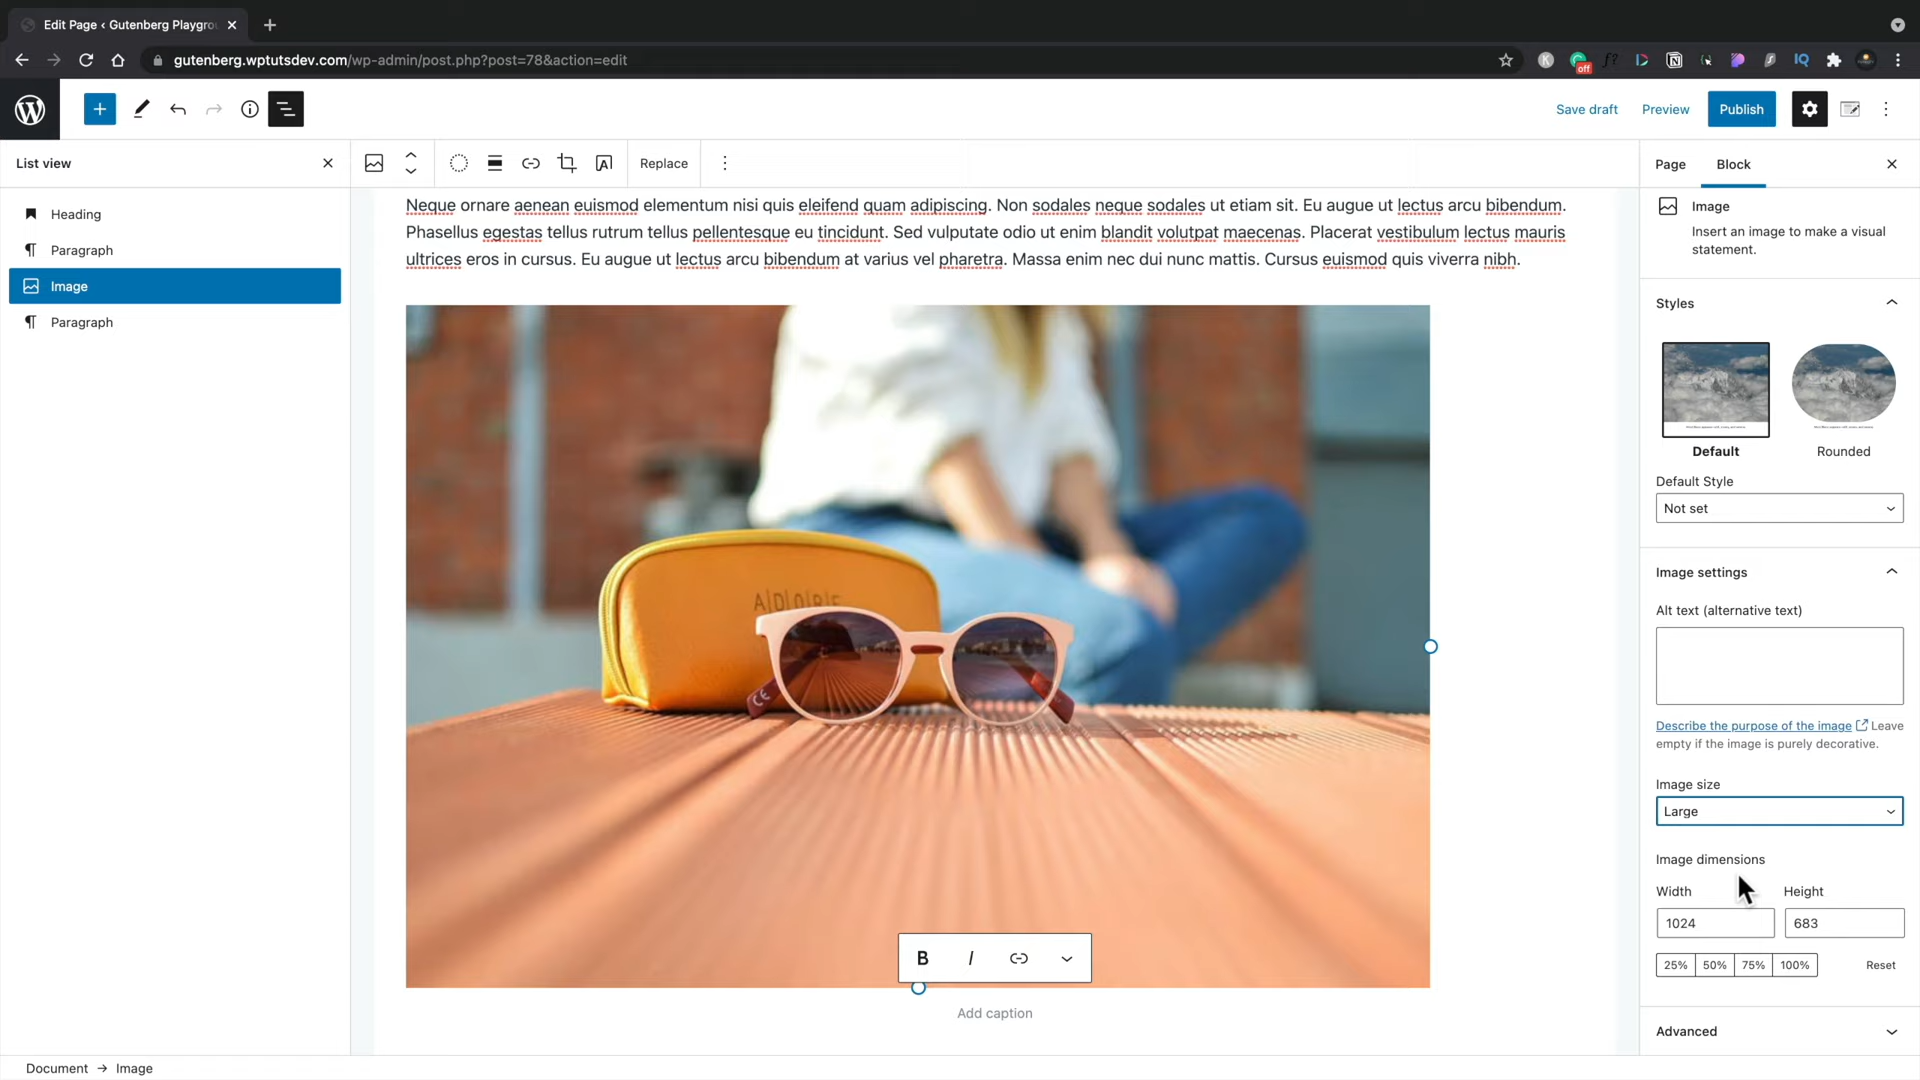 Edit Page ‹ Gutenberg Playgro
gutenberg.wptutsdev.com/wp-admin/post.php?post=78&action=edit
off
IQ
Save draft
Preview
Publish
List view
Replace
Page
Block
Heading
Paragraph
Image
Paragraph
Neque ornare aenean euismod elementum nisi quis eleifend quam adipiscing. Non sodales neque sodales ut etiam sit. Eu augue ut lectus arcu bibendum.
Phasellus egestas tellus rutrum tellus pellentesque eu tincidunt. Sed vulputate odio ut enim blandit volutpat maecenas. Placerat vestibulum lectus mauris
ultrices eros in cursus. Eu augue ut lectus arcu bibendum at varius vel pharetra. Massa enim nec dui nunc mattis. Cursus euismod quis viverra nibh.
A|D|O|R|E
CE
B I
Add caption
Image
Insert an image to make a visual
statement.
Styles
Default
Rounded
Default Style
Not set
Image settings
Alt text (alternative text)
Describe the purpose of the image Leave
empty if the image is purely decorative.
Image size
Large
Image dimensions
Width
Height
1024
683
25% 50% 75% 100%
Reset
Advanced
Document → Image